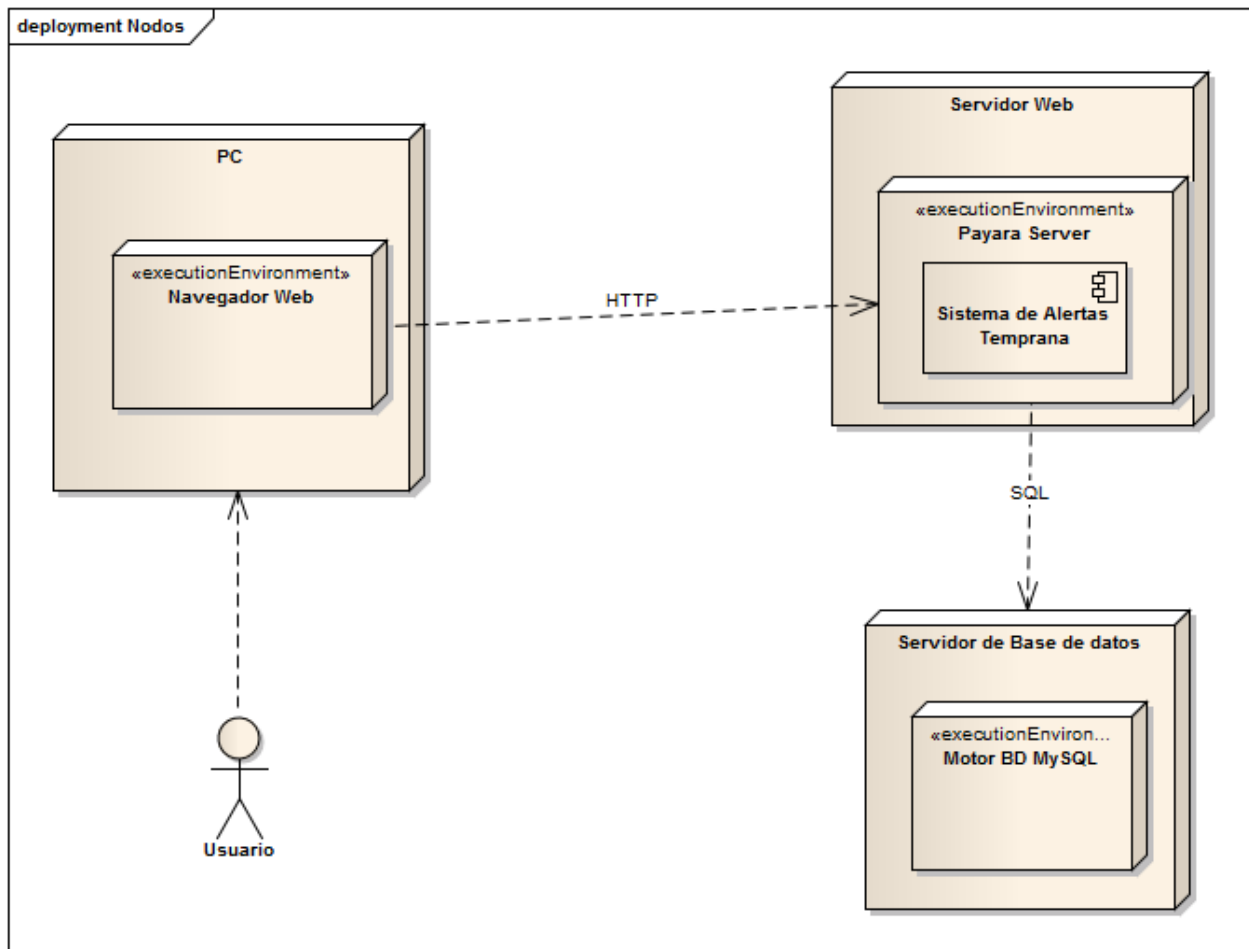 deployment Nodos
PC
«executionEnvironment»
Navegador Web
HTTP
Servidor Web
«executionEnvironment»
Payara Server
Sistema de Alertas
Temprana
SQL
Servidor de Base de datos
«executionEnviron...
Motor BD MySQL
Usuario